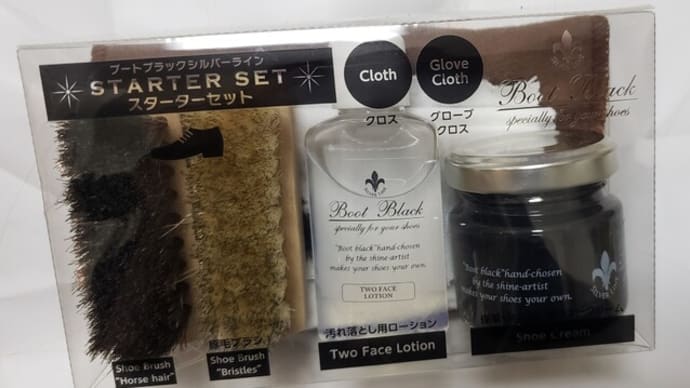 ブートブラックシルバーライン
STARTER SET
スターターセット
Cloth
クロス
Glove
Cloth
グローブ
クロス
Boot Black
specially for your shoes
Boot Black
specially for your shoes
"Boot black" hand-chosen
by the shine-artist
makes your shoes your own.
TWO FACE
LOTION
"Boot black" hand-chosen
by the shine-artist
makes your shoes your own.
SILVER LINE
汚れ落とし用ローション
Two Face Lotion
Shoe Cream
Shoe Brush
"Horse hair"
豚毛ブラシ
Shoe Brush
"Bristles"